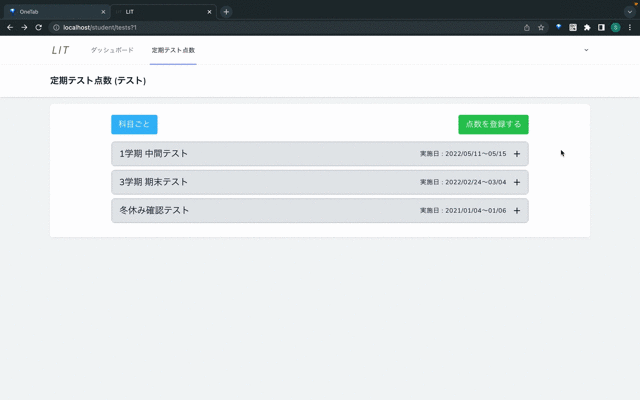 OneTab
LIT
localhost/student/tests?1
S
LIT
ダッシュボード
定期テスト点数
定期テスト点数 (テスト)
科目ごと
点数を登録する
1学期 中間テスト
実施日 : 2022/05/11〜05/15
3学期 期末テスト
実施日 : 2022/02/24〜03/04
冬休み確認テスト
実施日 : 2021/01/04〜01/06